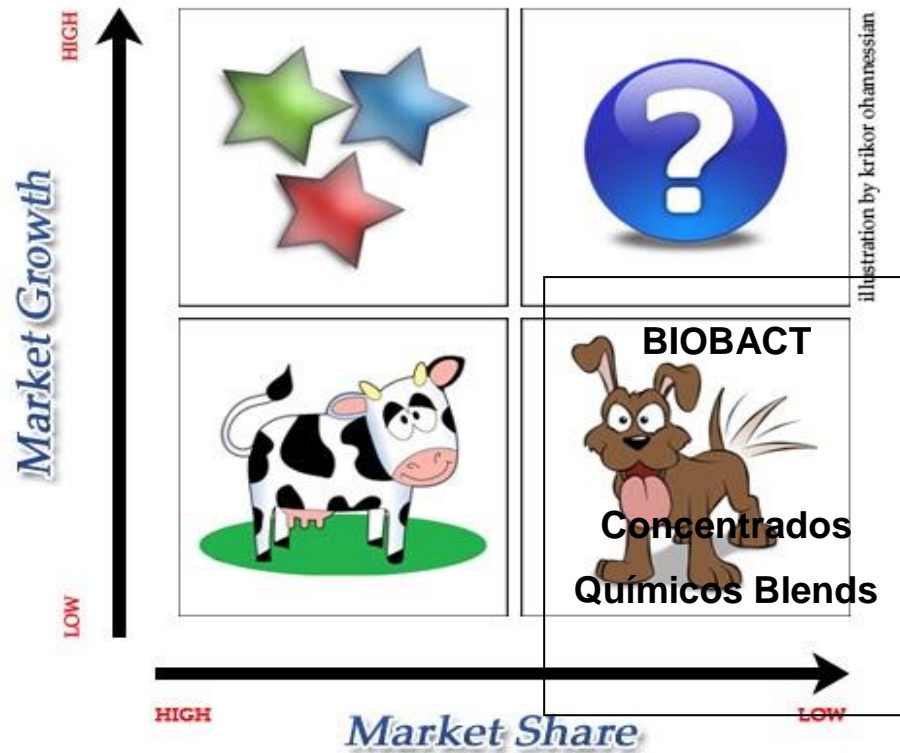 HIGH
Market Growth
LOW
?
illustration by krikor ohannessian
BIOBACT
Concentrados
Químicos Blends
HIGH
Market Share
LOW